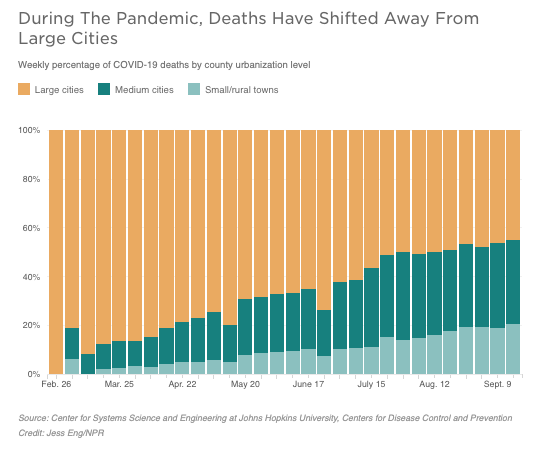 During The Pandemic, Deaths Have Shifted Away From
Large Cities
Weekly percentage of COVID-19 deaths by county urbanization level
Large cities
Medium cities
Small/rural towns
100%
80%
60%
40%
20%
0%
Feb. 26
Mar. 25
Apr. 22
May 20
June 17
July 15
Aug. 12
Sept. 9
Source: Center for Systems Science and Engineering at Johns Hopkins University, Centers for Disease Control and Prevention
Credit: Jess Eng/NPR